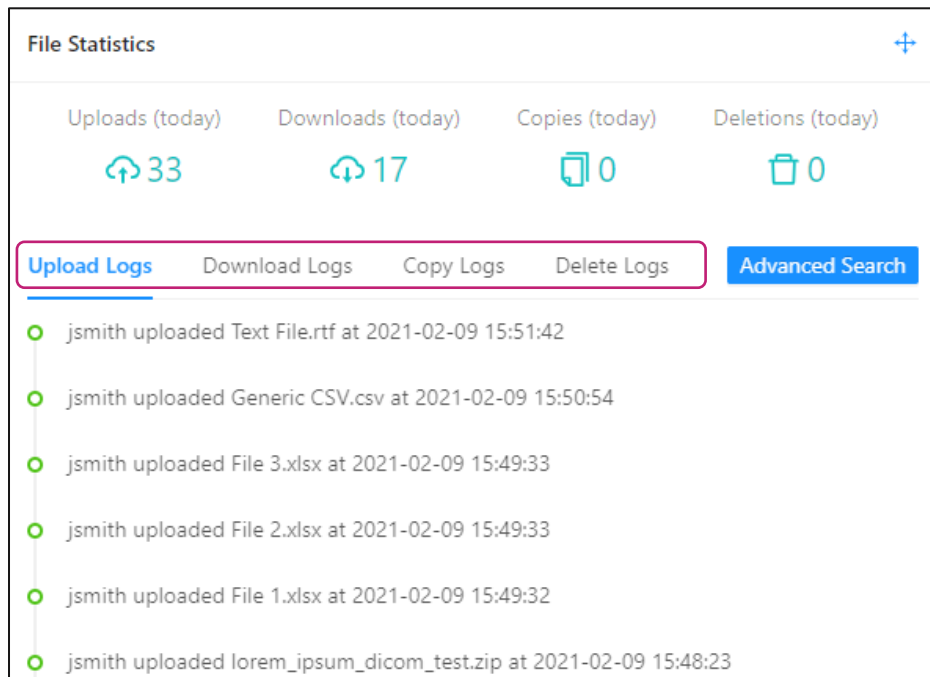 File Statistics
Uploads (today) Downloads (today) Copies (today) Deletions (today)
33 17 0 0
Upload Logs Download Logs Copy Logs Delete Logs Advanced Search
jsmith uploaded Text File.rtf at 2021-02-09 15:51:42
jsmith uploaded Generic CSV.csv at 2021-02-09 15:50:54
jsmith uploaded File 3.xlsx at 2021-02-09 15:49:33
jsmith uploaded File 2.xlsx at 2021-02-09 15:49:33
jsmith uploaded File 1.xlsx at 2021-02-09 15:49:32
jsmith uploaded lorem_ipsum_dicom_test.zip at 2021-02-09 15:48:23